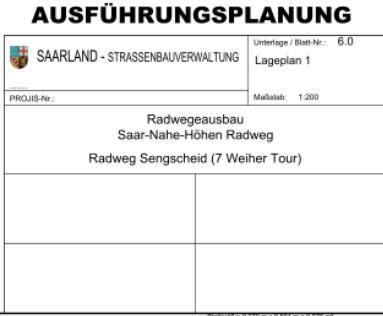 AUSFÜHRUNGSPLANUNG
SAARLAND - STRASSENBAUVERWALTUNG
Unterlage / Blatt-Nr.: 6.0
Lageplan 1
PROJIS-Nr.:
Maßstab: 1:200
Radwegeausbau
Saar-Nahe-Höhen Radweg
Radweg Sengscheid (7 Weiher Tour)